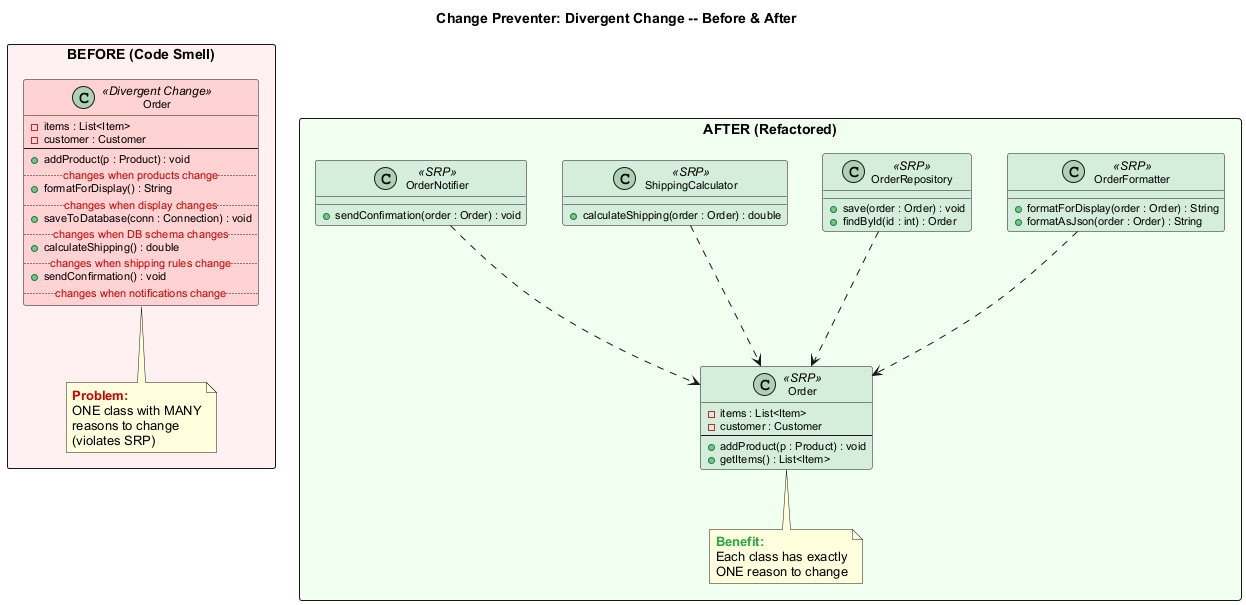 Change Preventer: Divergent Change -- Before & After
BEFORE (Code Smell)
C
«Divergent Change»
Order
items : List<Item>
customer : Customer
addProduct(p : Product) : void
changes when products change
formatForDisplay() : String
changes when display changes
saveToDatabase(conn : Connection) : void
changes when DB schema changes
calculateShipping() : double
changes when shipping rules change
sendConfirmation() : void
changes when notifications change
Problem:
ONE class with MANY
reasons to change
(violates SRP)
AFTER (Refactored)
C
«SRP»
OrderNotifier
sendConfirmation(order : Order) : void
C
«SRP»
ShippingCalculator
calculateShipping(order : Order) : double
C
«SRP»
OrderRepository
save(order : Order) : void
findById(id : int) : Order
C
«SRP»
OrderFormatter
formatForDisplay(order : Order) : String
formatAsJson(order : Order) : String
C
«SRP»
Order
items : List<Item>
customer : Customer
addProduct(p : Product) : void
getItems() : List<Item>
Benefit:
Each class has exactly
ONE reason to change